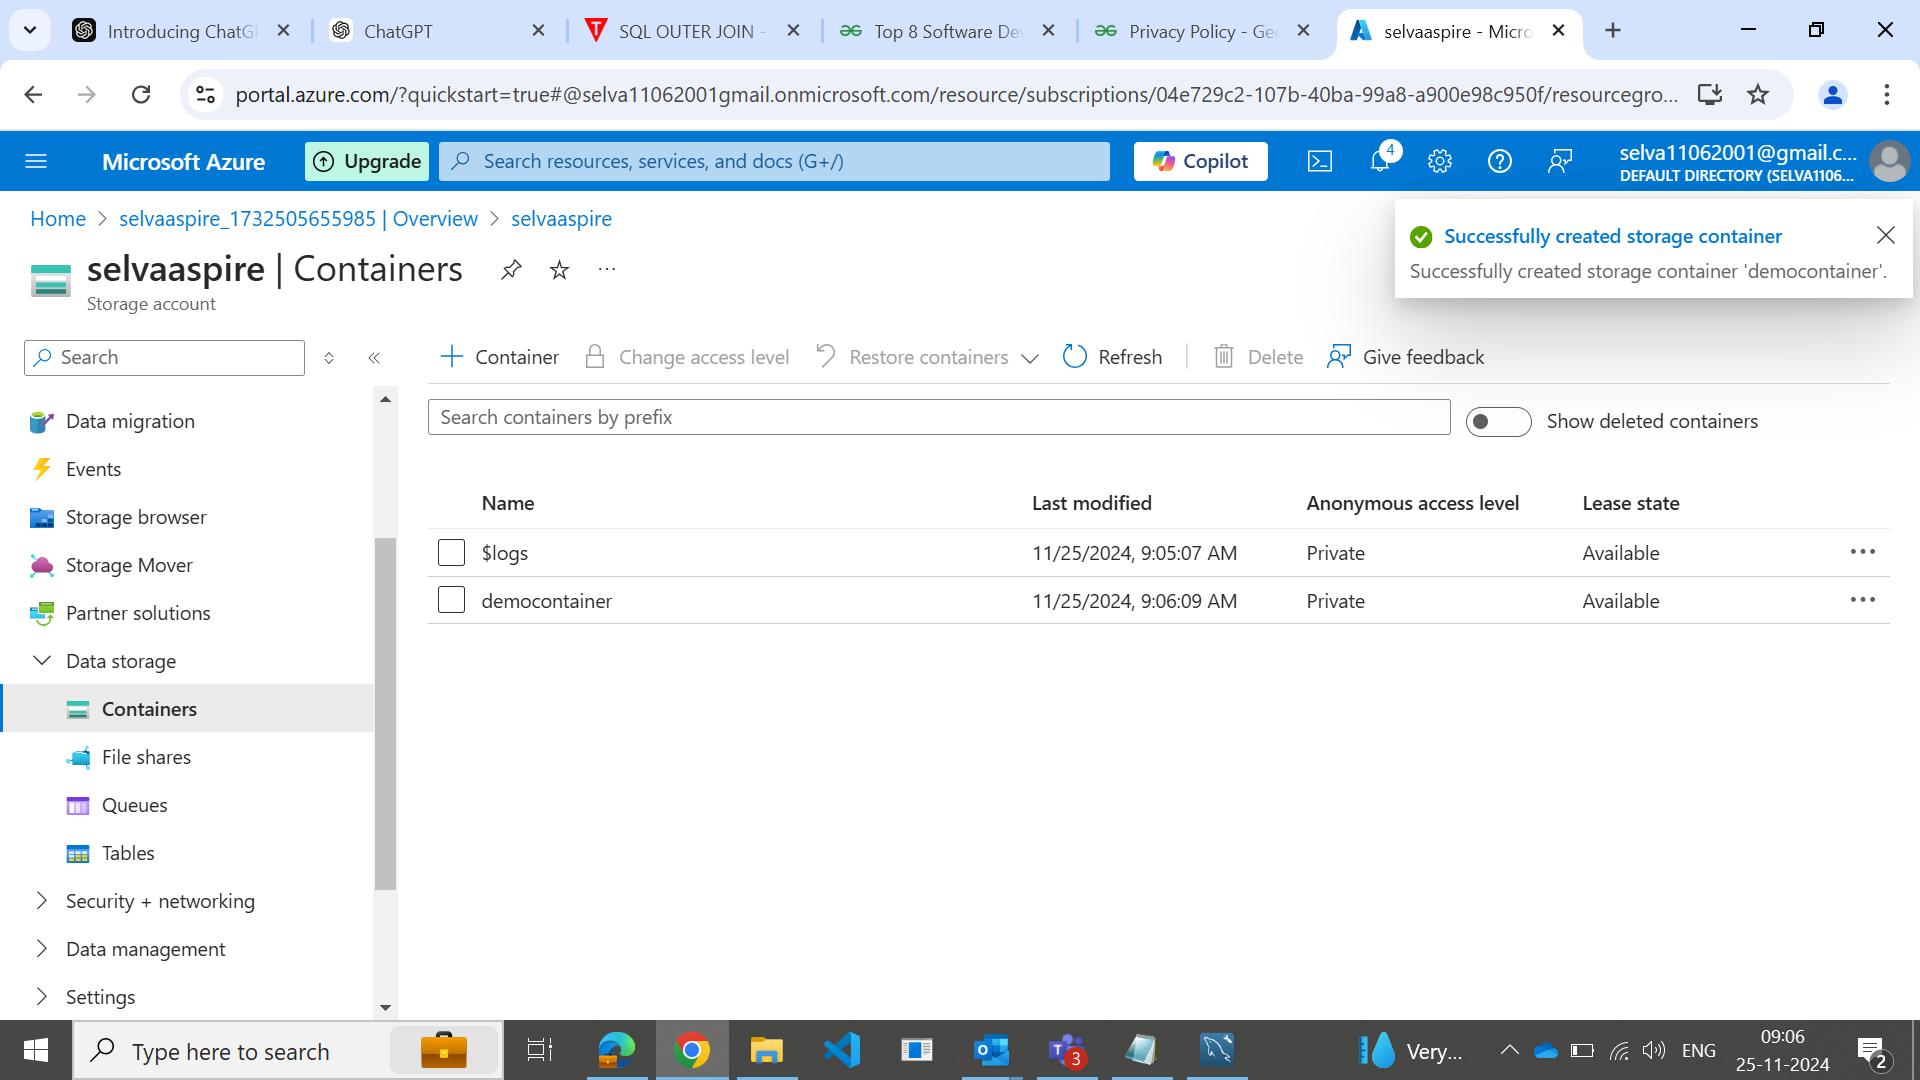 Introducing ChatGP
ChatGPT
SQL OUTER JOIN -
Top 8 Software Dev
Privacy Policy - Gee
selvaaspire - Micro
portal.azure.com/?quickstart=true#@selva11062001gmail.onmicrosoft.com/resource/subscriptions/04e729c2-107b-40ba-99a8-a900e98c950f/resourcegro...
Microsoft Azure
Upgrade
Search resources, services, and docs (G+/)
Copilot
4
selva11062001@gmail.c...
DEFAULT DIRECTORY (SELVA1106...
Home > selvaaspire_1732505655985 | Overview > selvaaspire
Successfully created storage container
Successfully created storage container 'democontainer'.
selvaaspire | Containers
...
Storage account
Search
Container
Change access level
Restore containers
Refresh
Delete
Give feedback
Search containers by prefix
Show deleted containers
Data migration
Events
Storage browser
Storage Mover
Partner solutions
Data storage
Containers
File shares
Queues
Tables
Security + networking
Data management
Settings
Name Last modified Anonymous access level Lease state
$logs 11/25/2024, 9:05:07 AM Private Available ...
democontainer 11/25/2024, 9:06:09 AM Private Available ...
Type here to search
3
Very...
ENG
09:06
25-11-2024
2